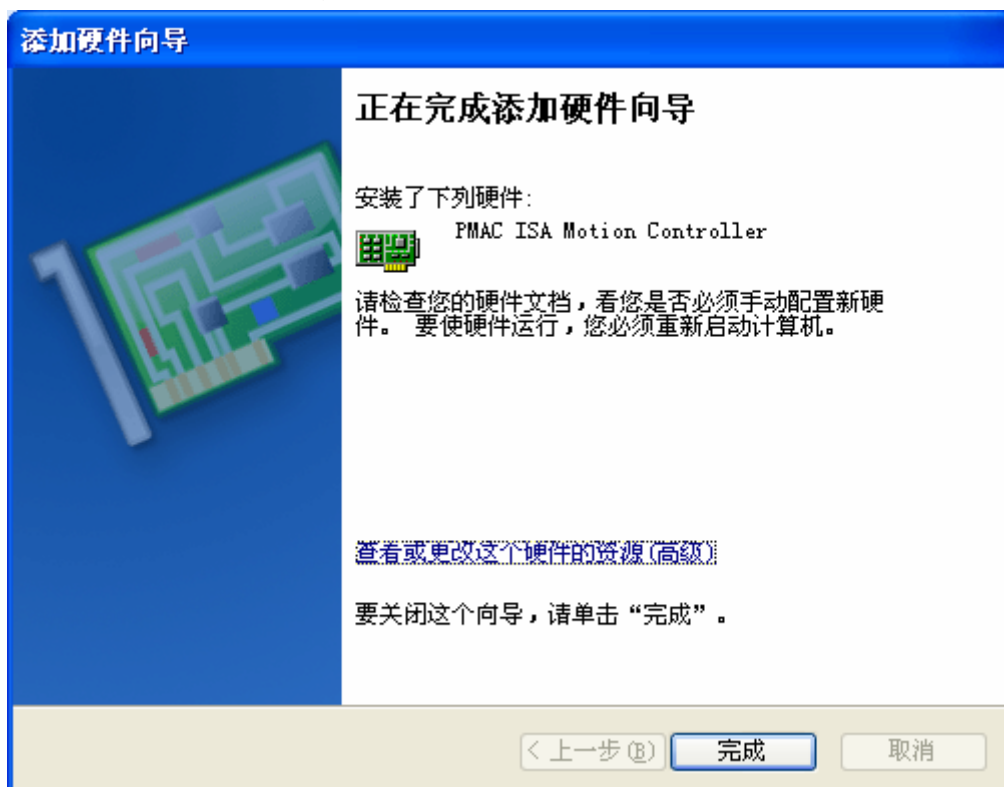 添加硬件向导
正在完成添加硬件向导
安装了下列硬件:
PMAC ISA Motion Controller
请检查您的硬件文档，看您是否必须手动配置新硬
件。 要使硬件运行，您必须重新启动计算机。
查看或更改这个硬件的资源(高级)
要关闭这个向导，请单击“完成”。
< 上一步(B)
完成
取消